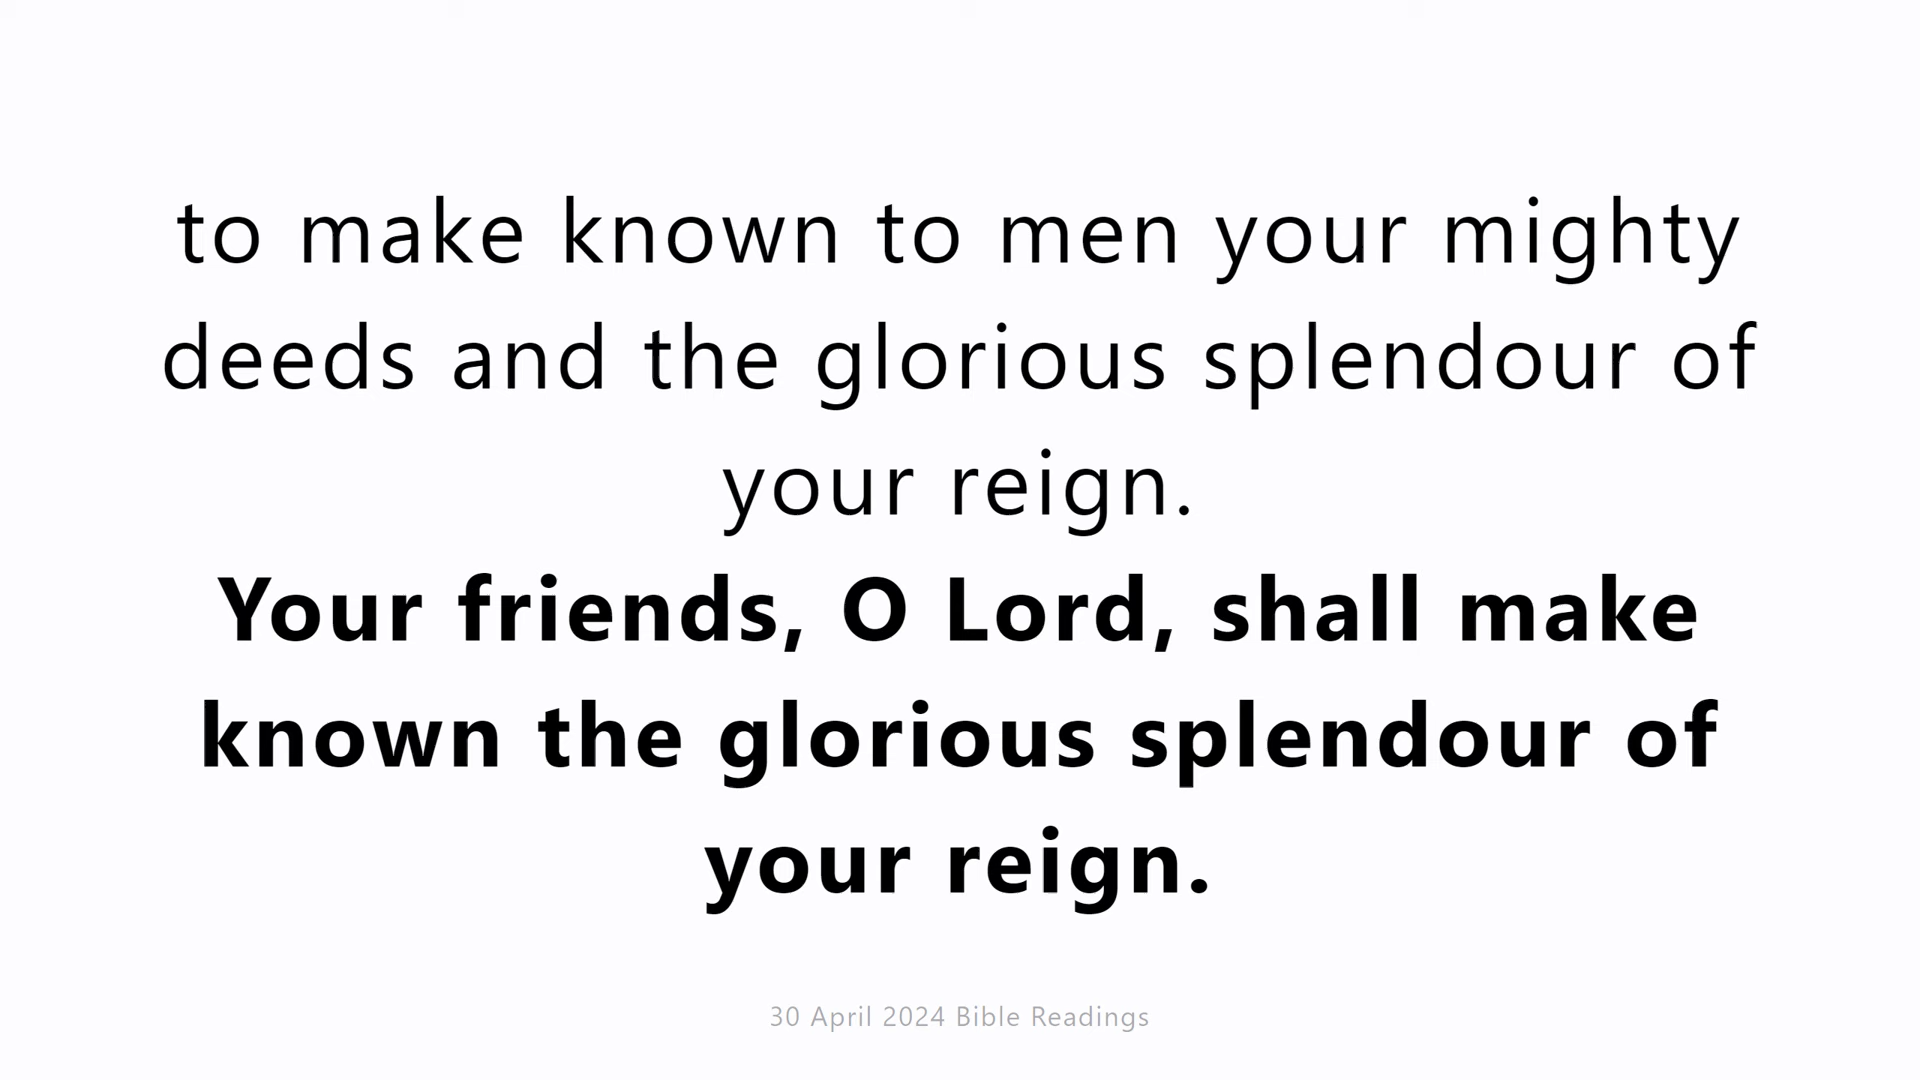 to make known to men your mighty
deeds and the glorious splendour of
your reign.
Your friends, O Lord, shall make
known the glorious splendour of
your reign.
30 April 2024 Bible Readings